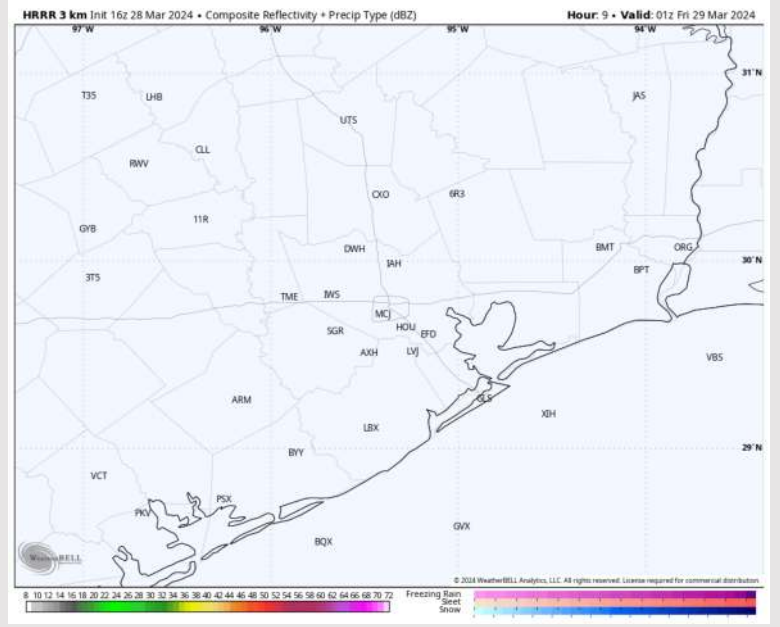 HRRR 3 km Init 16z 28 Mar 2024 • Composite Reflectivity + Precip Type (dBZ) Hour: 9 • Valid: 01z Fri 29 Mar 2024
97°W 96°W 95°W 94°W
31°N
T35 LHB JAS
UTS
CLL
RWV
CXO 6R3
11R
GYB
DWH BMT ORG
IAH 30°N
3T5 BPT
TME IWS
MCJ
SGR HOU EFD
AXH LVJ VBS
ARM GLS
XIH
LBX
BYY 29°N
VCT
PSX
PKV
GVX
BQX
WeatherBELL
© 2024 WeatherBELL Analytics, LLC. All rights reserved. License required for commercial distribution.
8 10 12 14 16 18 20 22 24 26 28 30 32 34 36 38 40 42 44 46 48 50 52 54 56 58 60 62 64 66 68 70 72
Freezing Rain
Sleet
Snow